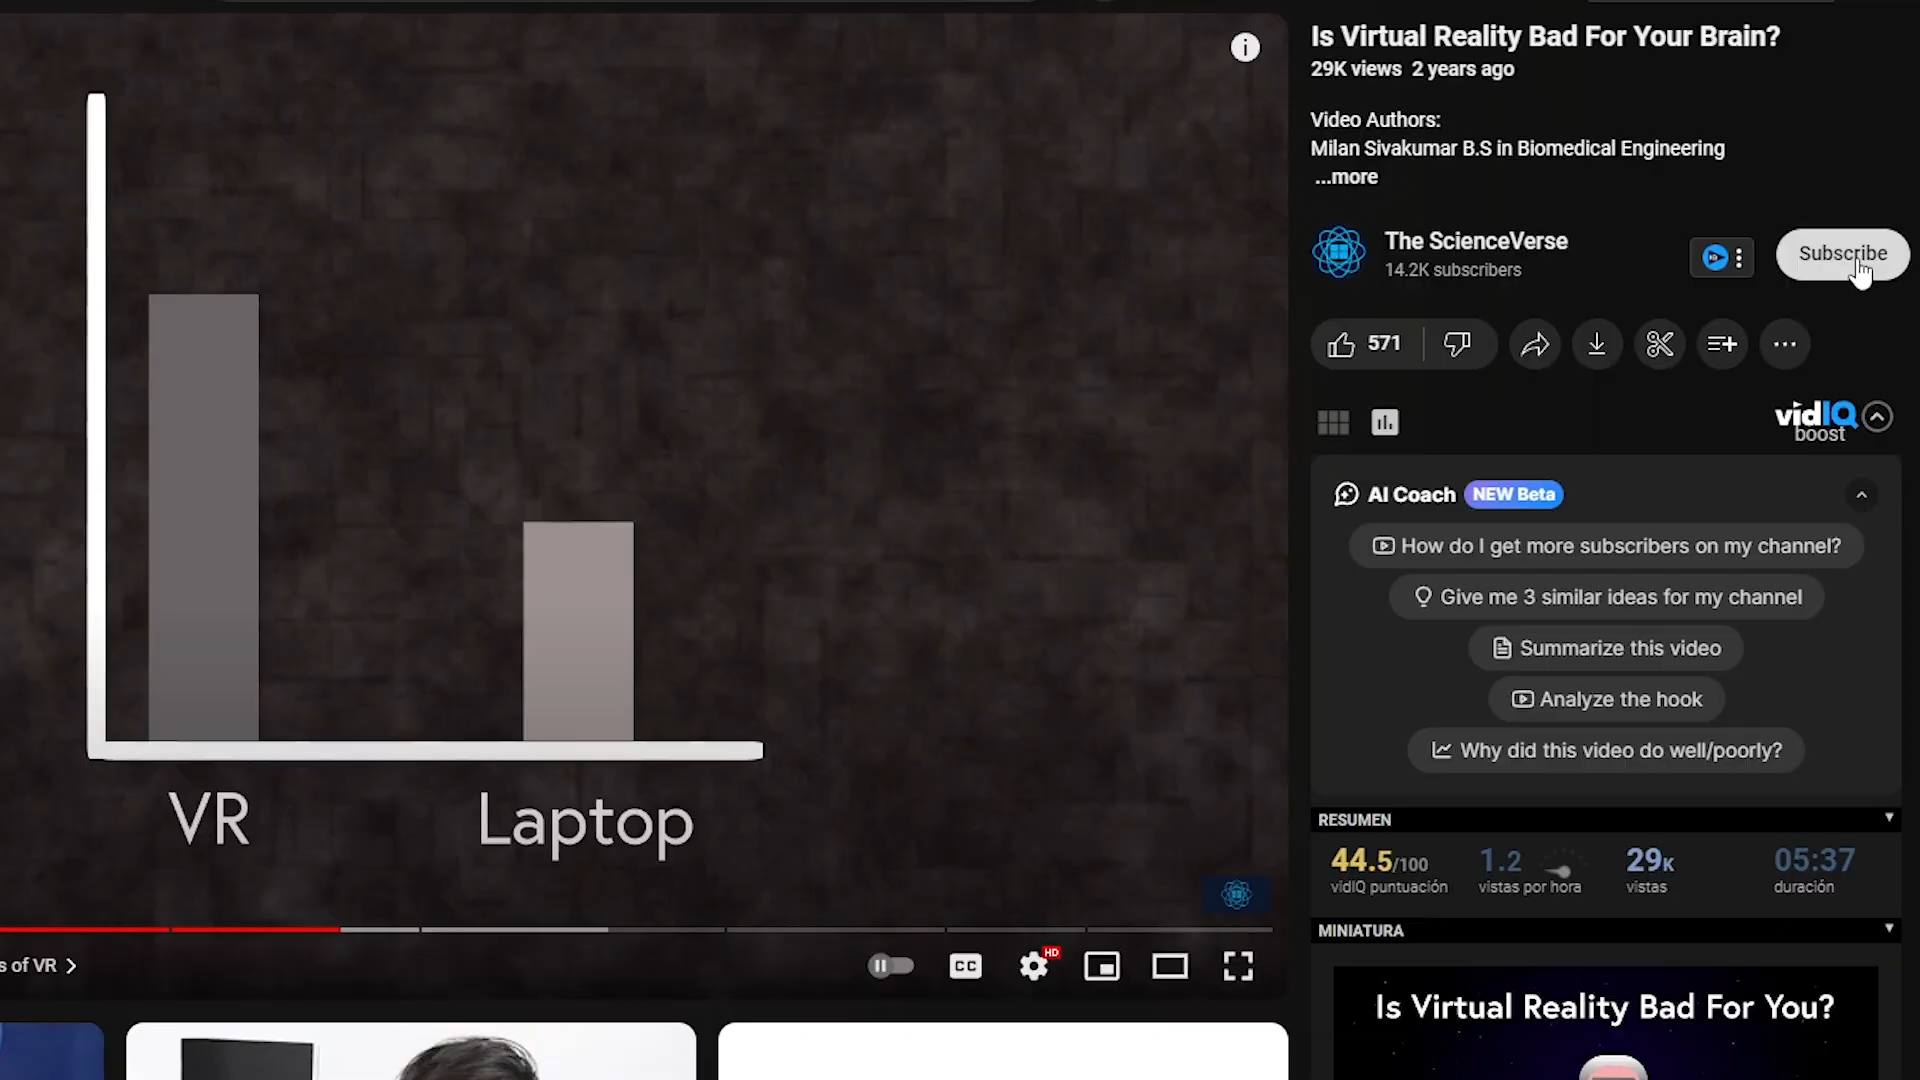 Is Virtual Reality Bad For Your Brain?
29K views 2 years ago
Video Authors:
Milan Sivakumar B.S in Biomedical Engineering
...more
The ScienceVerse
14.2K subscribers
Subscribe
571
vidIQ
boost
AI Coach NEW Beta
How do I get more subscribers on my channel?
Give me 3 similar ideas for my channel
Summarize this video
Analyze the hook
Why did this video do well/poorly?
VR
Laptop
RESUMEN
44.5/100
vidIQ puntuación
1.2
vistas por hora
29K
vistas
05:37
duración
MINIATURA
s of VR
CC
HD
Is Virtual Reality Bad For You?